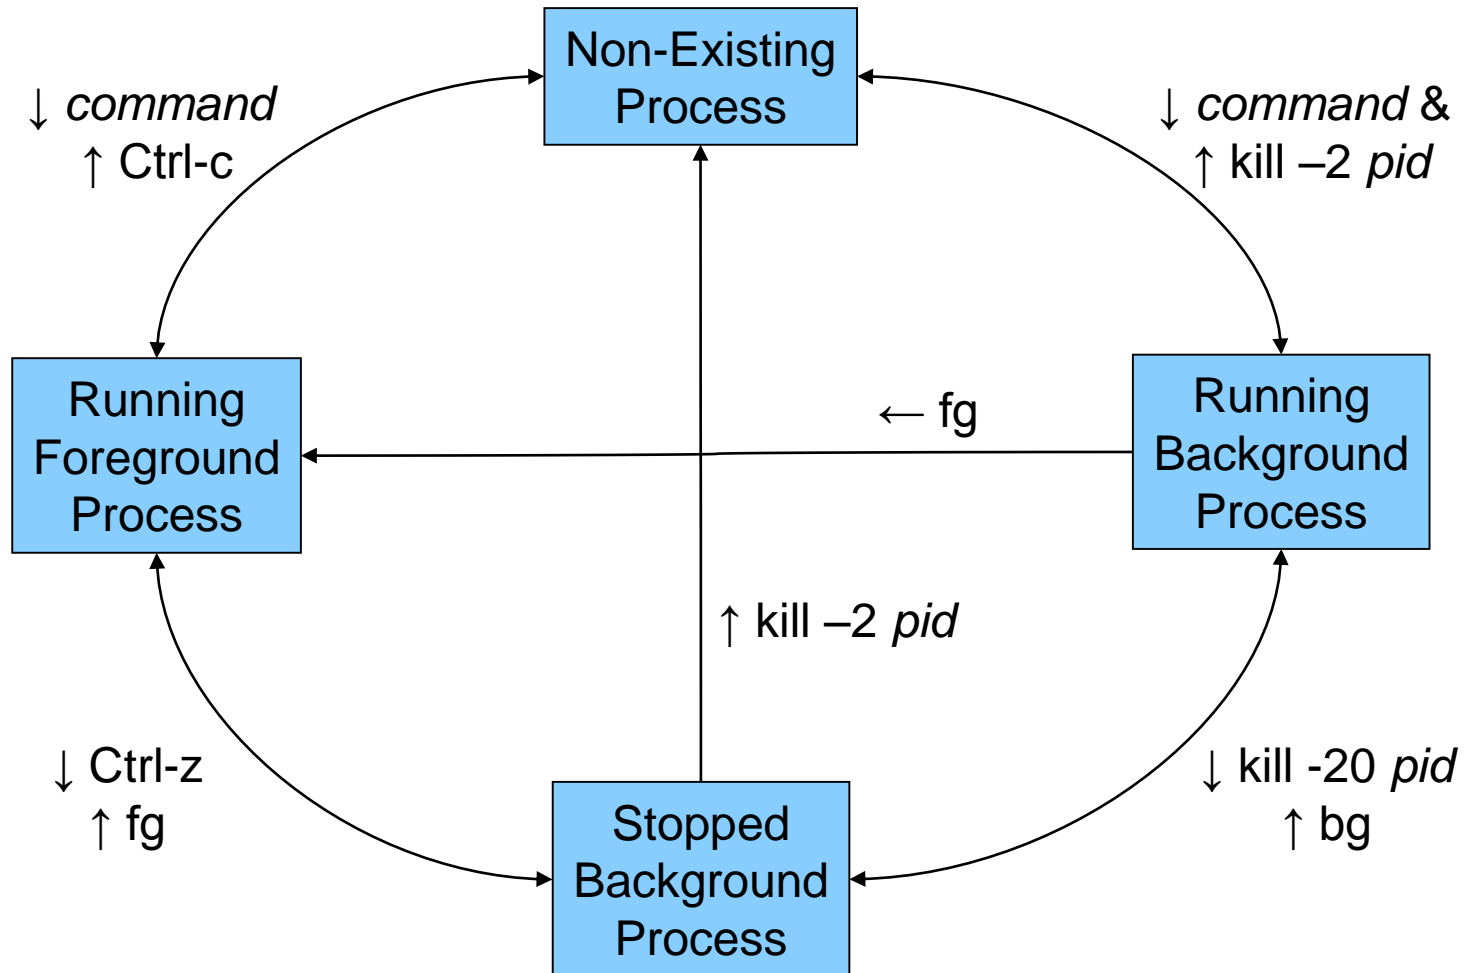 Non-Existing
Process
↓ command
↑ Ctrl-c
↓ command &
↑ kill –2 pid
Running
Foreground
Process
← fg
Running
Background
Process
↑ kill –2 pid
↓ Ctrl-z
↑ fg
↓ kill -20 pid
↑ bg
Stopped
Background
Process